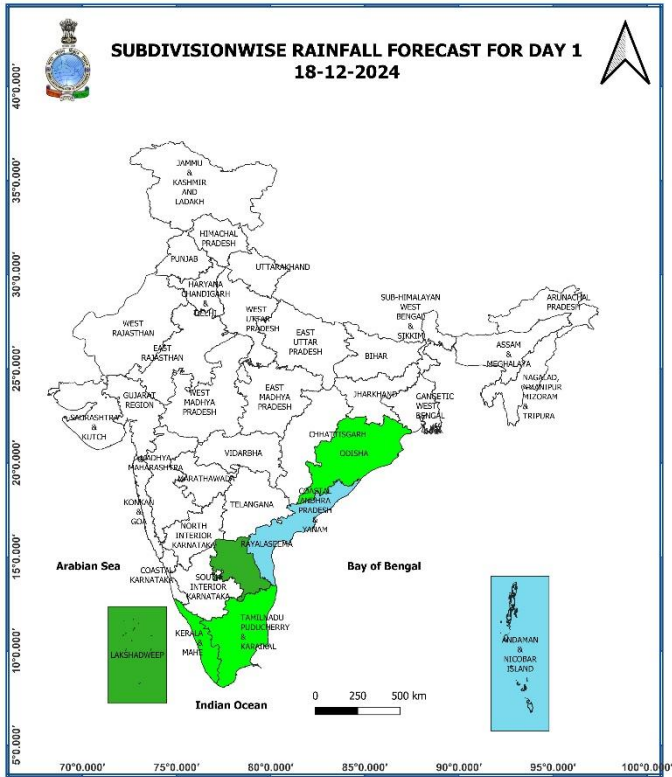 SUBDIVISIONWISE RAINFALL FORECAST FOR DAY 1
18-12-2024
40°0.000'
35°0.000'
30°0.000'
25°0.000'
20°0.000'
15°0.000'
10°0.000'
5°0.000'
JAMMU
&
KASHMIR
AND
LADAKH
HIMACHAL
PRADESH
PUNJAB
UTTARAKHAND
HARYANA
CHANDIGARH
&
DELHI
WEST
UTTAR
PRADESH
EAST
UTTAR
PRADESH
WEST
RAJASTHAN
EAST
RAJASTHAN
BIHAR
SUB-HIMALAYAN
WEST
BENGAL
&
SIKKIM
ARUNACHAL
PRADESH
ASSAM
&
MEGHALAYA
NAGALAD,
MANIPUR
MIZORAM
&
TRIPURA
GUJARAT
REGION
SAURASHTRA
&
KUTCH
WEST
MADHYA
PRADESH
EAST
MADHYA
PRADESH
JHARKHAND
GANGETIC
WEST
BENGAL
CHHATTISGARH
ODISHA
VIDARBHA
MADHYA
MAHARASHTRA
MARATHAWADA
KONKAN
&
GOA
TELANGANA
COASTAL
ANDHRA
PRADESH
&
YANAM
NORTH
INTERIOR
KARNATAKA
RAYALASELMA
COASTAL
KARNATAKA
SOUTH
INTERIOR
KARNATAKA
KERALA
&
MAHE
TAMILNADU
PUDUCHERRY
&
KARAIKAL
LAKSHADWEEP
ANDAMAN
&
NICOBAR
ISLAND
Arabian Sea
Bay of Bengal
Indian Ocean
0 250 500 km
70°0.000' 75°0.000' 80°0.000' 85°0.000' 90°0.000' 95°0.000' 100°0.000'